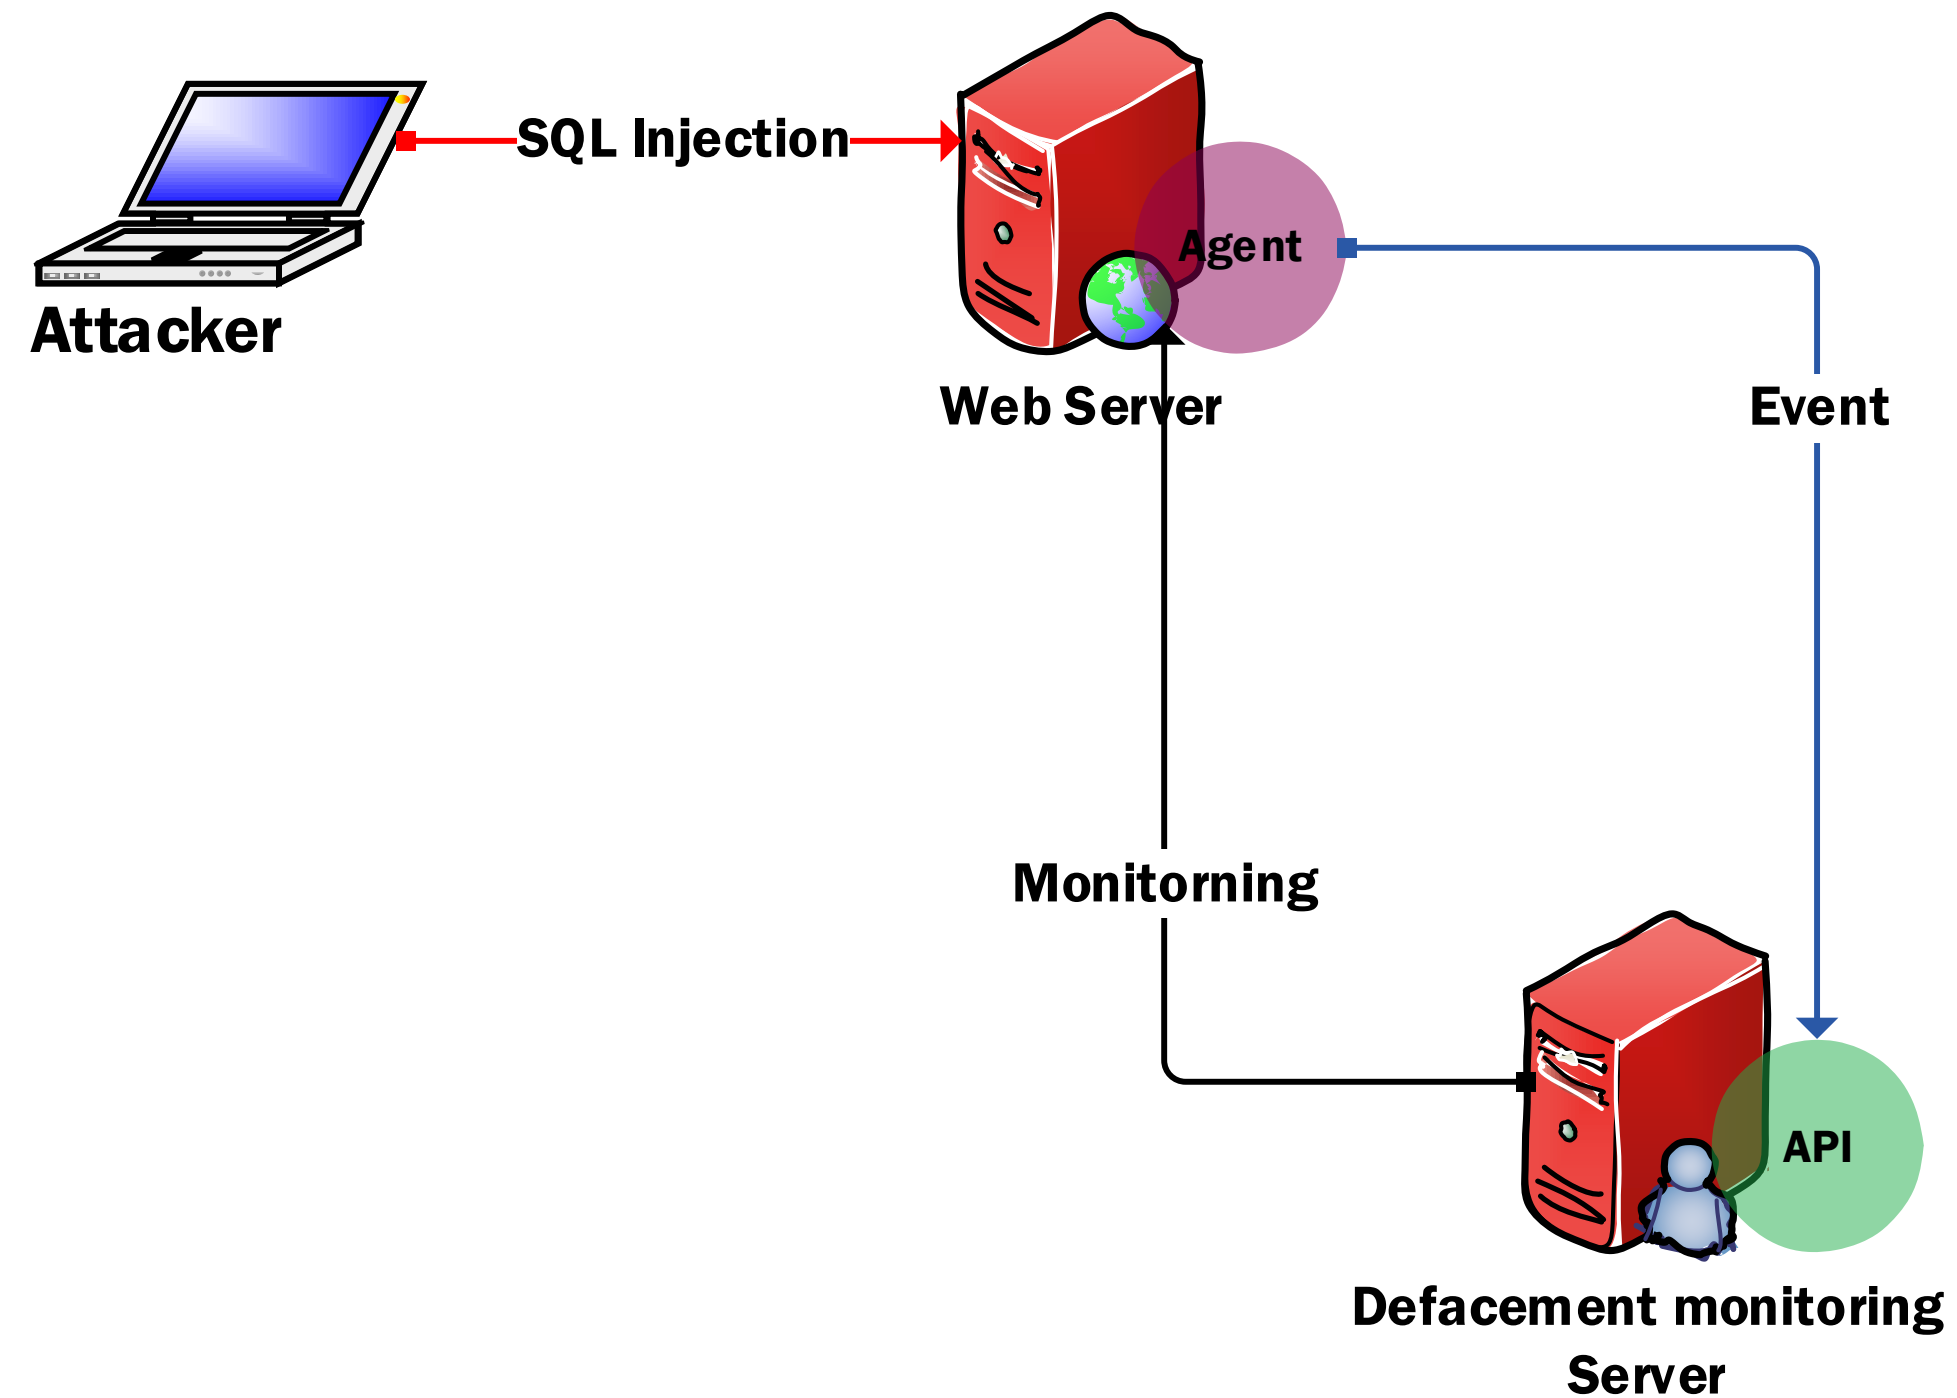 SQL Injection
Agent
Attacker
Web Server
Event
Monitorning
API
Defacement monitoring
Server